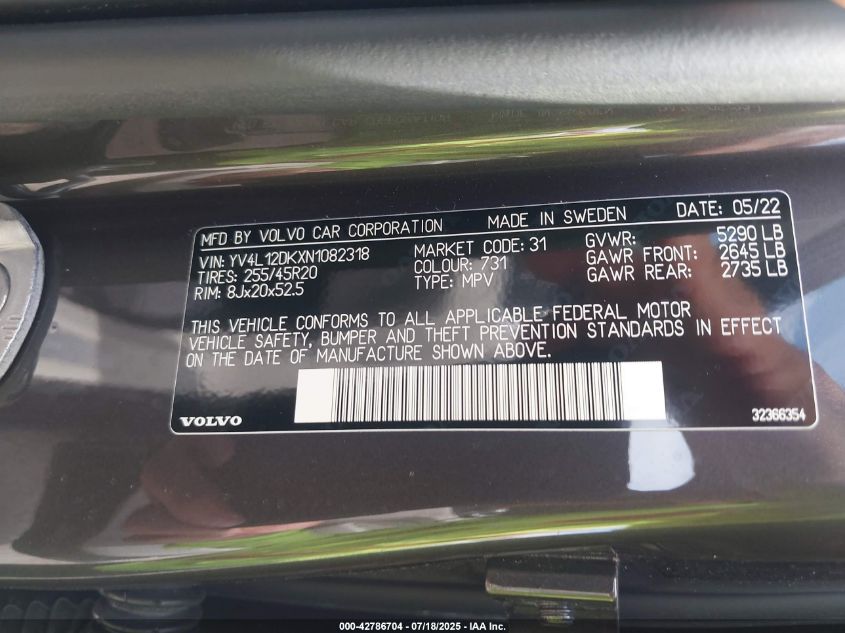 MFD BY VOLVO CAR CORPORATION MADE IN SWEDEN DATE: 05/22
VIN: YV4L12DKXN1082318 MARKET CODE: 31 GVWR: 5290 LB
TIRES: 255/45R20 COLOUR: 731 GAWR FRONT: 2645 LB
RIM: 8Jx20x52.5 TYPE: MPV GAWR REAR: 2735 LB
THIS VEHICLE CONFORMS TO ALL APPLICABLE FEDERAL MOTOR
VEHICLE SAFETY, BUMPER AND THEFT PREVENTION STANDARDS IN EFFECT
ON THE DATE OF MANUFACTURE SHOWN ABOVE.
VOLVO 32366354
000-42786704 - 07/18/2025 - IAA Inc.